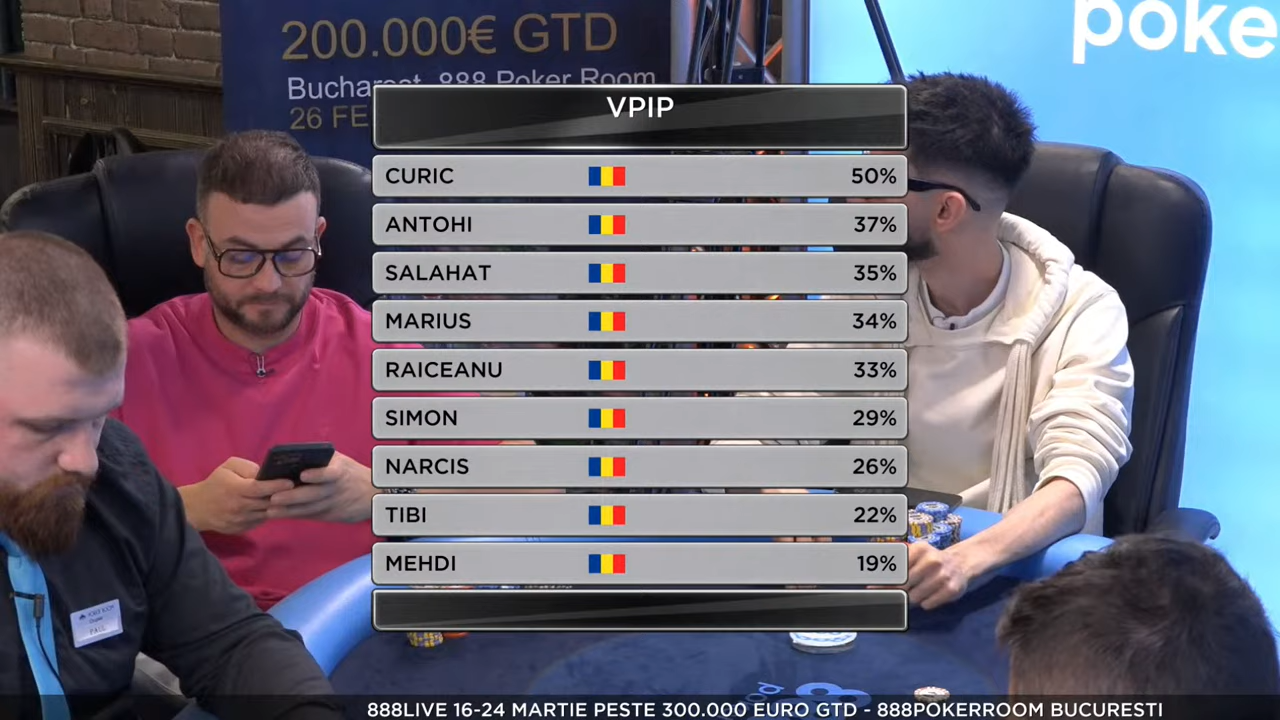 200.000€ GTD
poke
Bucharest, 888 Poker Room
26 FE
VPIP
CURIC 50%
ANTOHI 37%
SALAHAT 35%
MARIUS 34%
RAICEANU 33%
SIMON 29%
NARCIS 26%
TIBI 22%
MEHDI 19%
888LIVE 16-24 MARTIE PESTE 300.000 EURO GTD - 888POKERROOM BUCURESTI